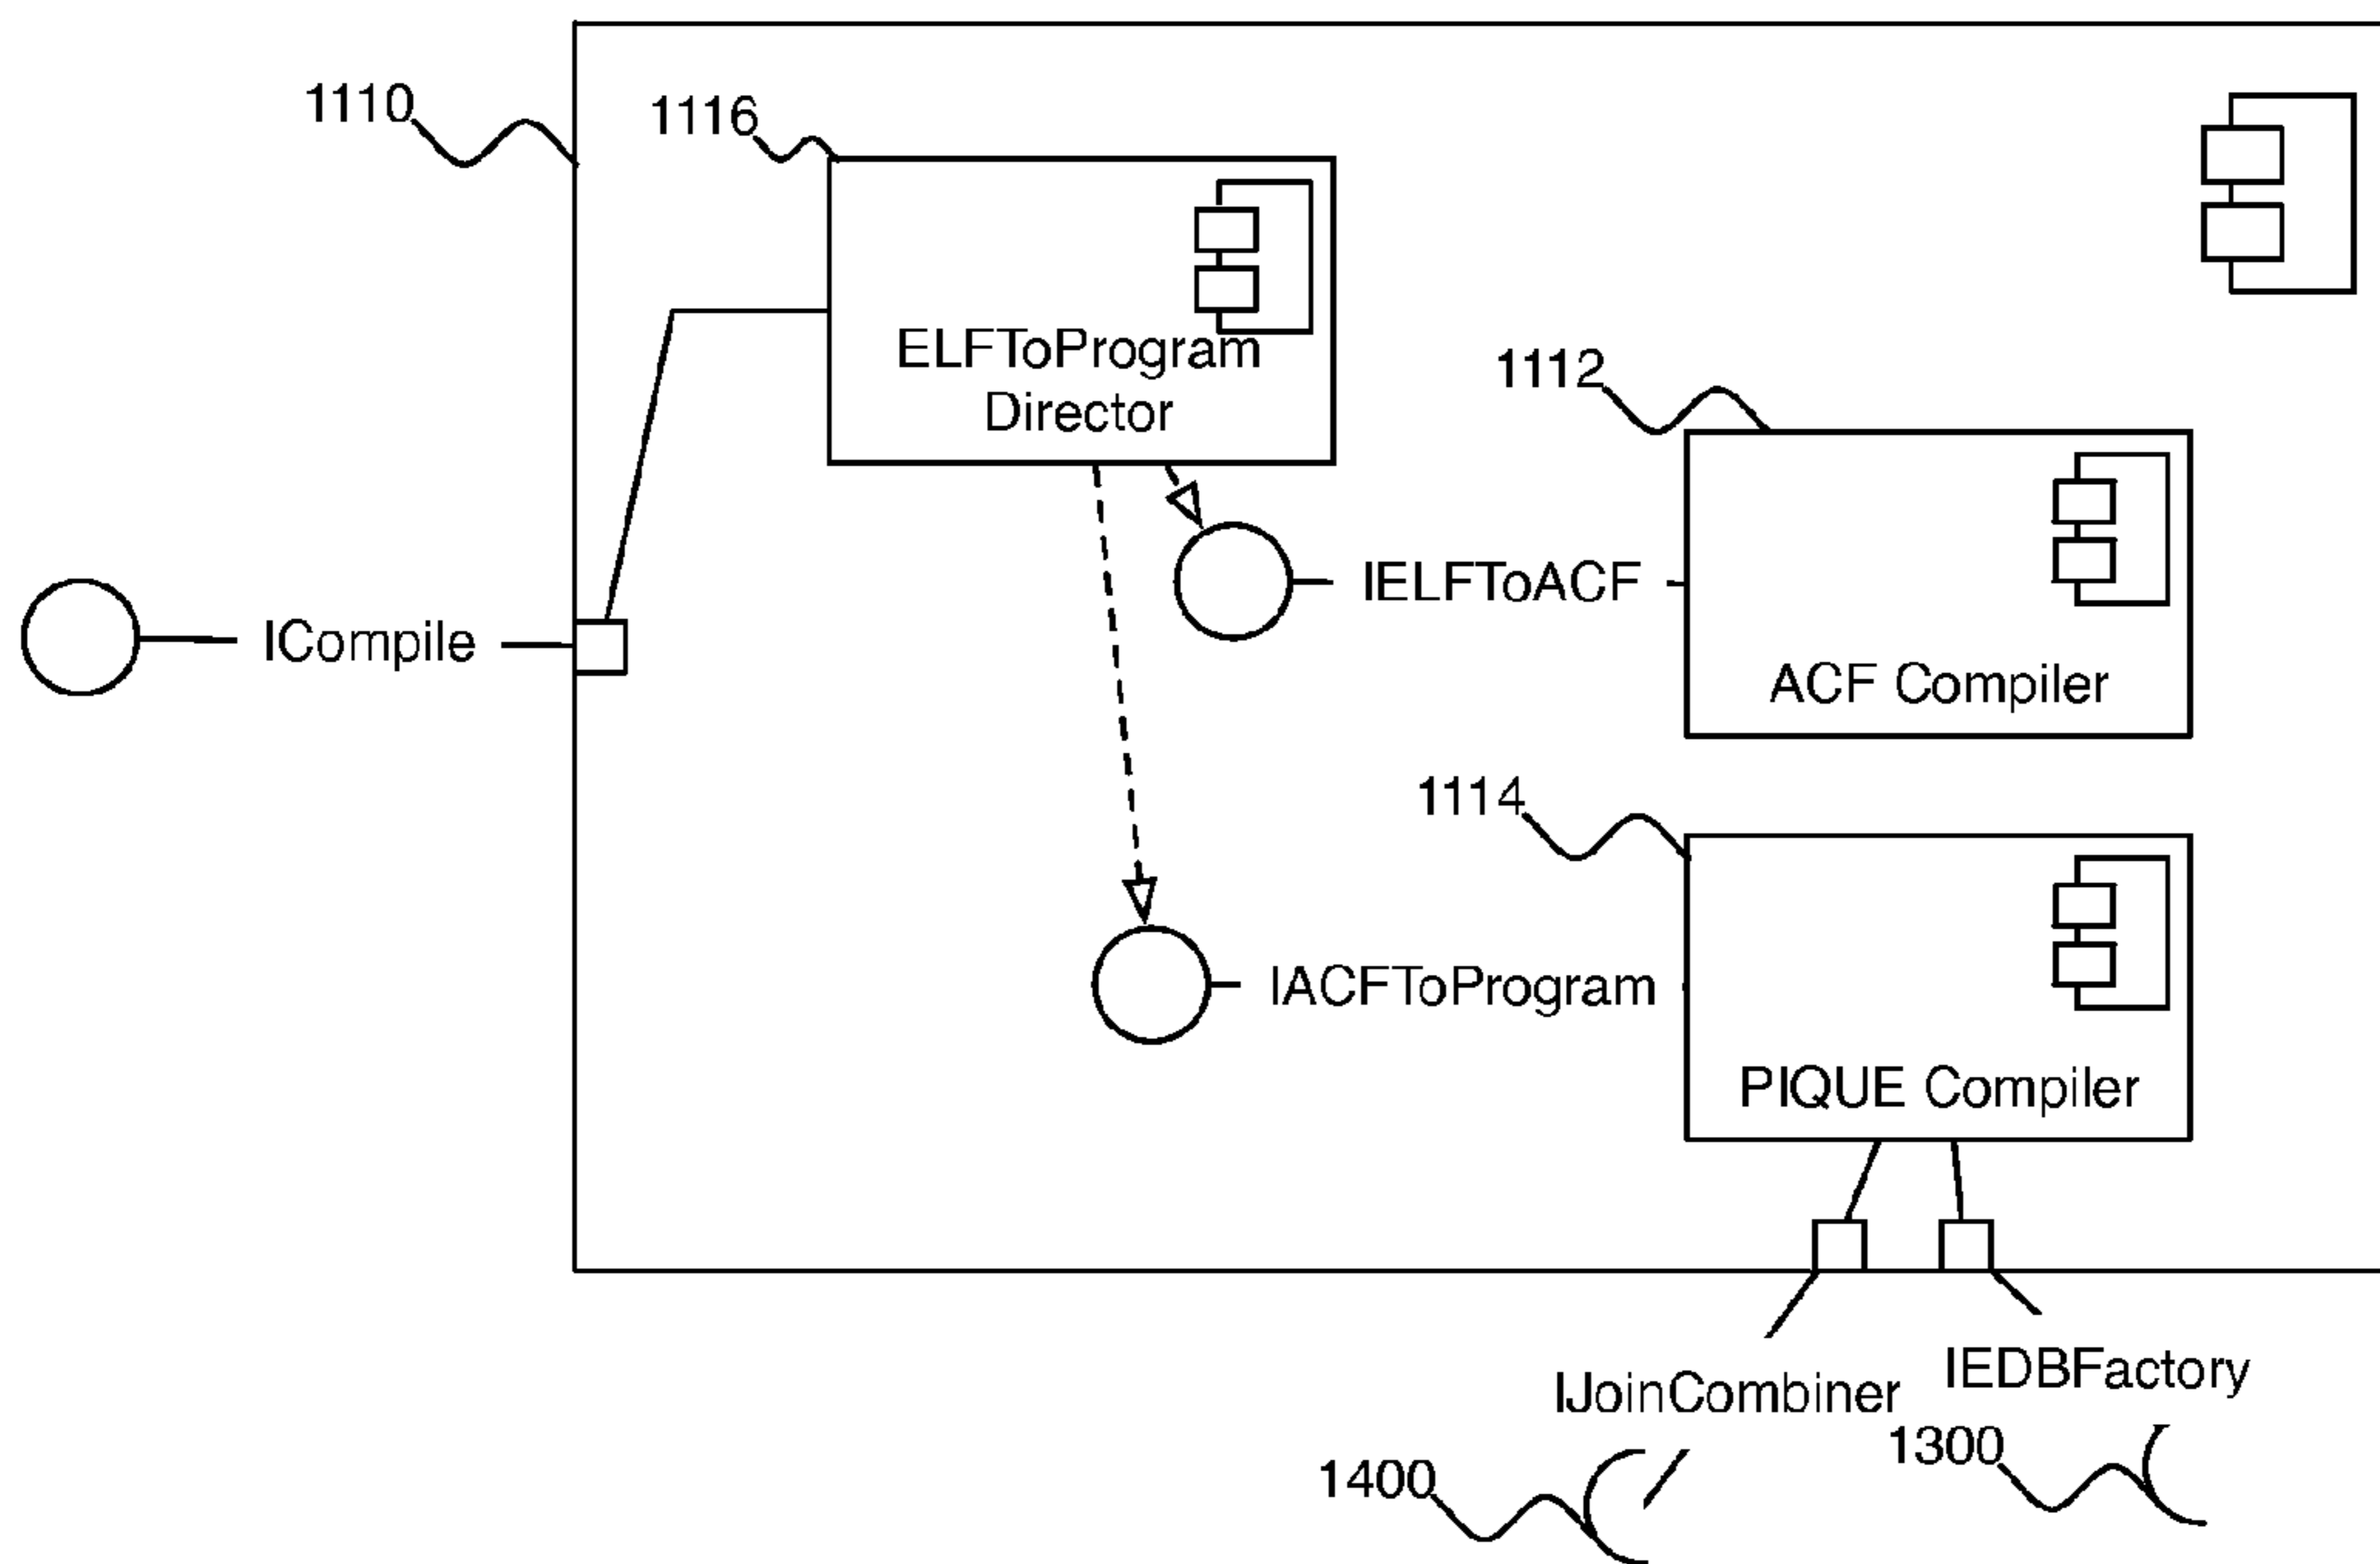 1110
1116
ELFToProgram
Director
1112
IELFToACF
ICompile
ACF Compiler
1114
IACFToProgram
PIQUE Compiler
IJoinCombiner
IEDBFactory
1400
1300